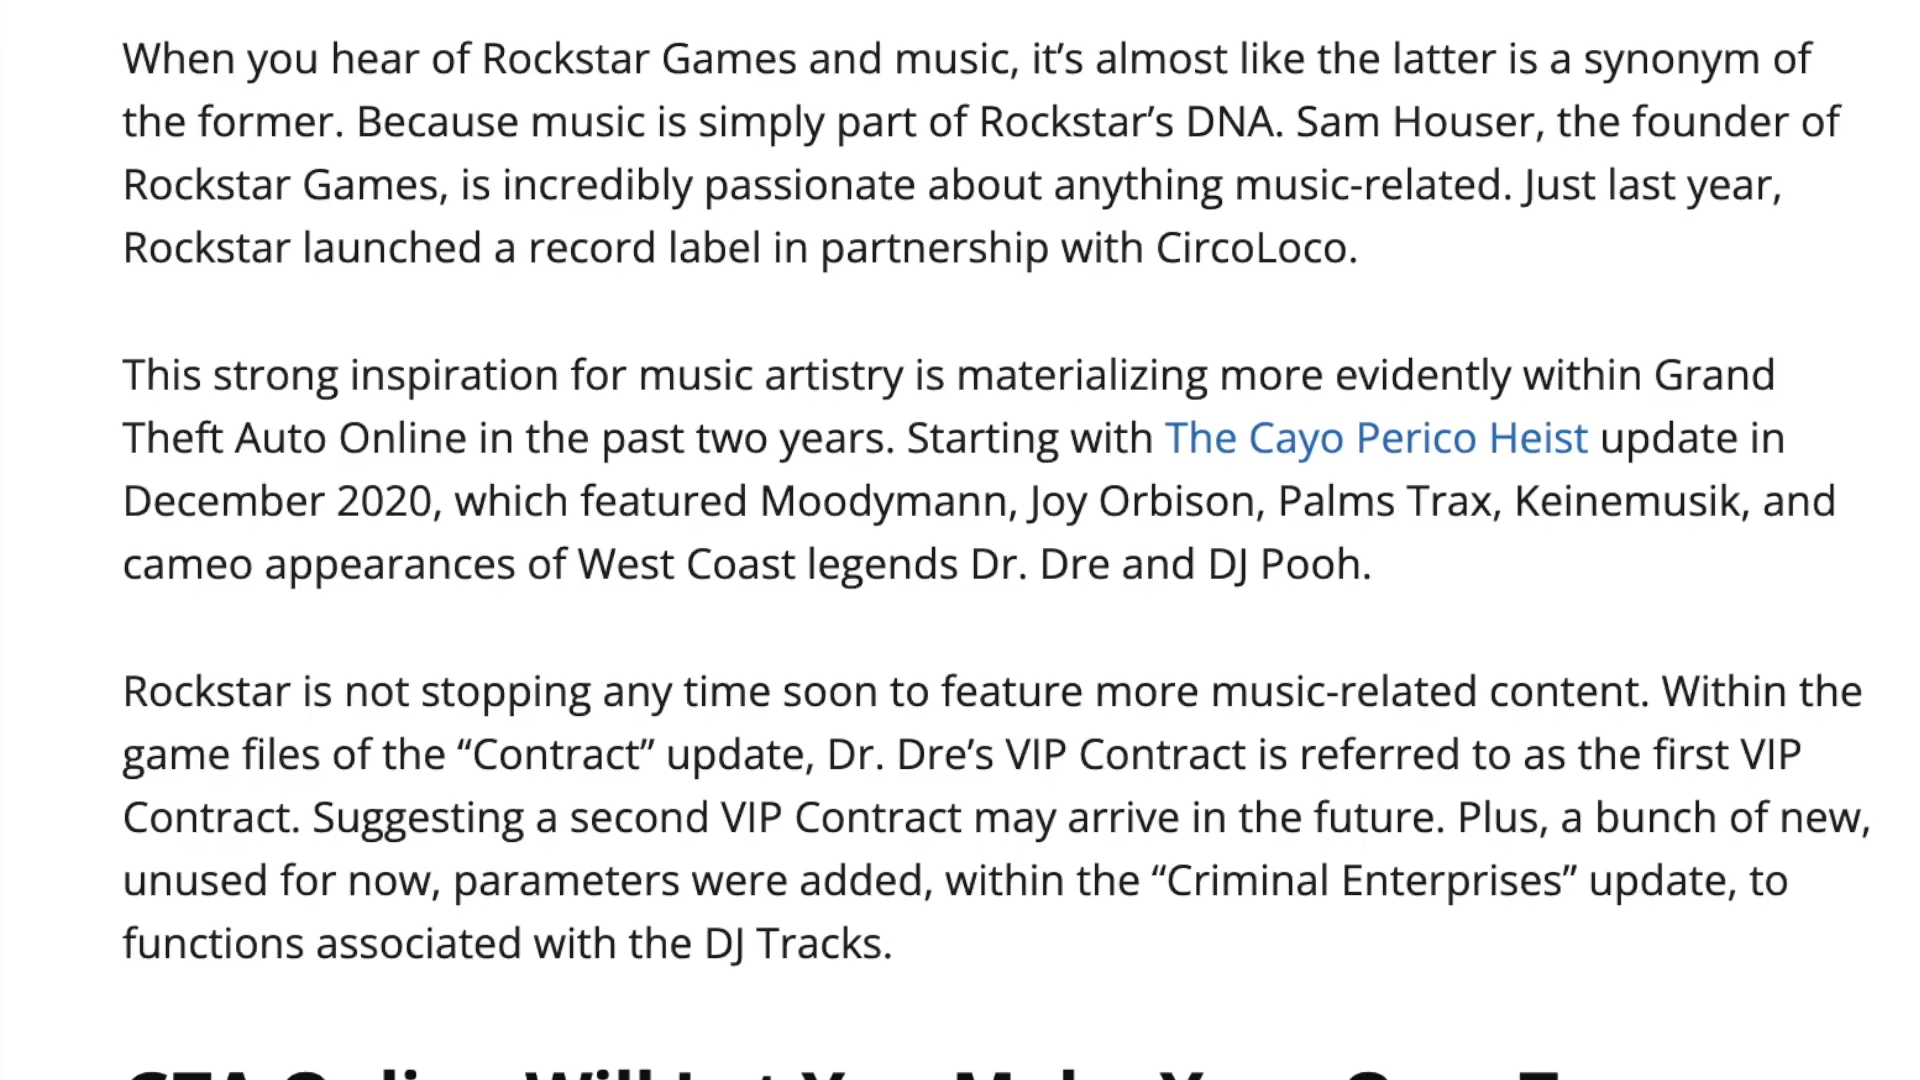 When you hear of Rockstar Games and music, it’s almost like the latter is a synonym of
the former. Because music is simply part of Rockstar’s DNA. Sam Houser, the founder of
Rockstar Games, is incredibly passionate about anything music-related. Just last year,
Rockstar launched a record label in partnership with CircoLoco.
This strong inspiration for music artistry is materializing more evidently within Grand
Theft Auto Online in the past two years. Starting with The Cayo Perico Heist update in
December 2020, which featured Moodymann, Joy Orbison, Palms Trax, Keinemusik, and
cameo appearances of West Coast legends Dr. Dre and DJ Pooh.
Rockstar is not stopping any time soon to feature more music-related content. Within the
game files of the “Contract” update, Dr. Dre’s VIP Contract is referred to as the first VIP
Contract. Suggesting a second VIP Contract may arrive in the future. Plus, a bunch of new,
unused for now, parameters were added, within the “Criminal Enterprises” update, to
functions associated with the DJ Tracks.